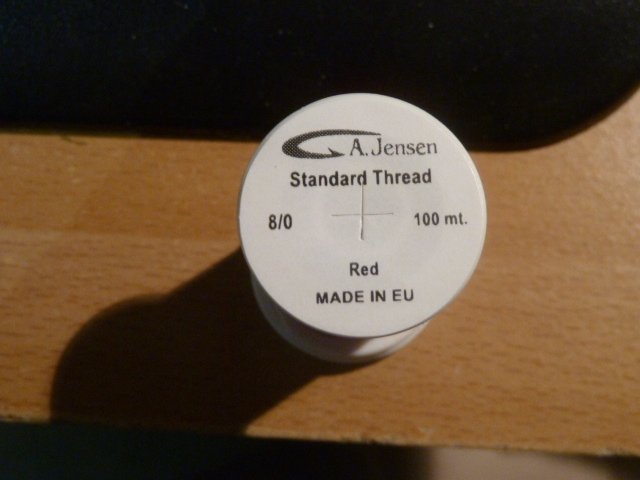 A. Jensen
Standard Thread
8/0 100 mt.
Red
MADE IN EU